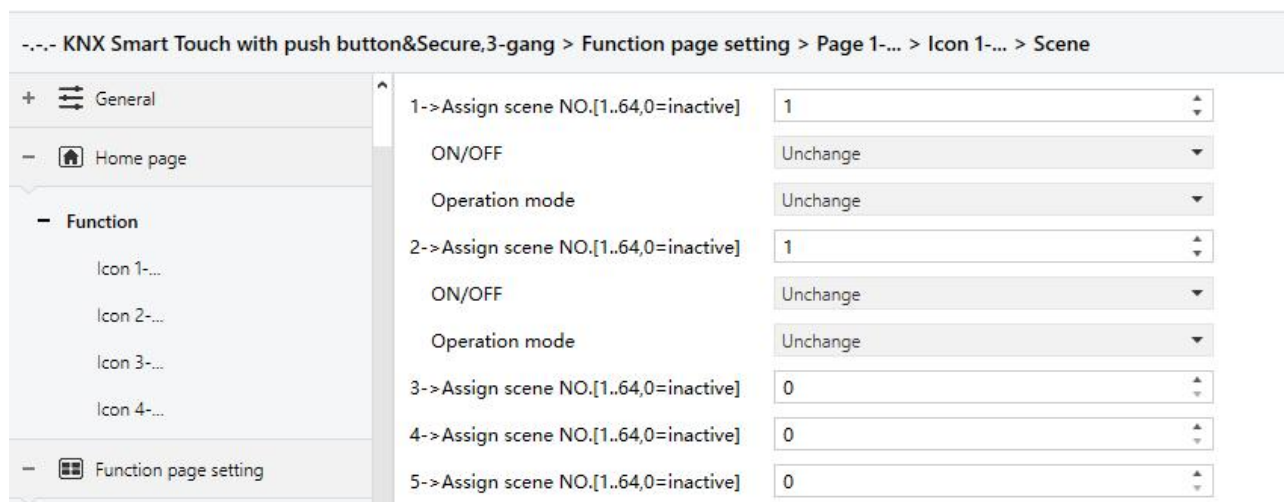 -.-.- KNX Smart Touch with push button&Secure,3-gang > Function page setting > Page 1-... > Icon 1-... > Scene
+ General
− Home page
− Function
Icon 1-...
Icon 2-...
Icon 3-...
Icon 4-...
− Function page setting
1->Assign scene NO.[1..64,0=inactive] 1
ON/OFF Unchange
Operation mode Unchange
2->Assign scene NO.[1..64,0=inactive] 1
ON/OFF Unchange
Operation mode Unchange
3->Assign scene NO.[1..64,0=inactive] 0
4->Assign scene NO.[1..64,0=inactive] 0
5->Assign scene NO.[1..64,0=inactive] 0